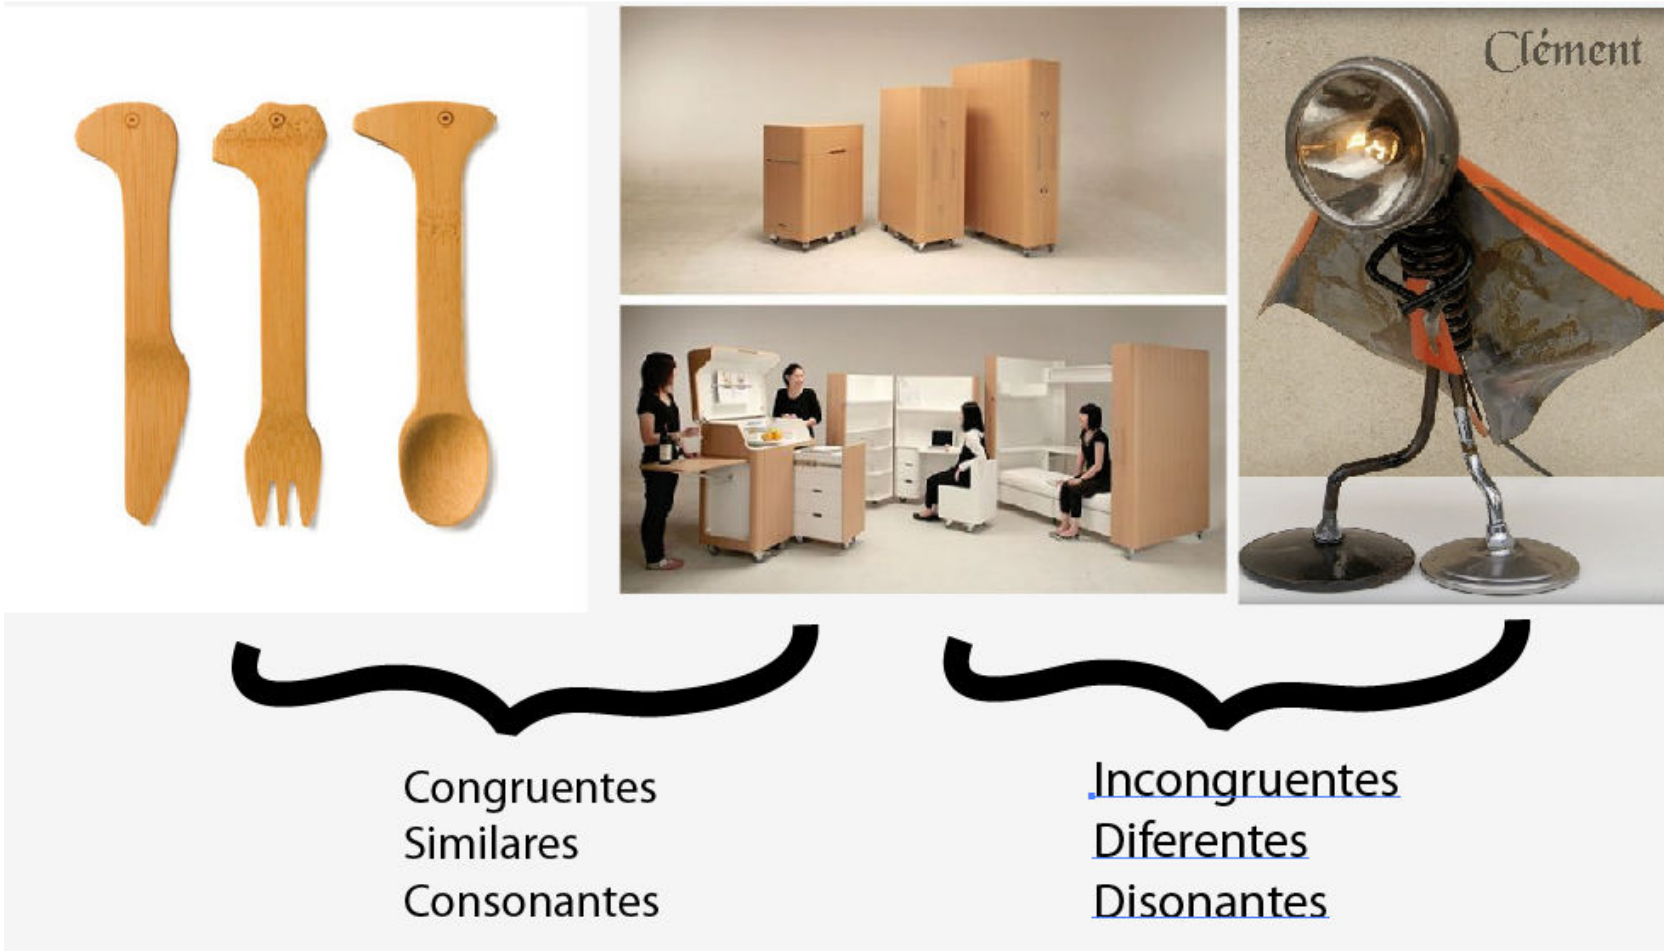 Clément
Congruentes
Similares
Consonantes
Incongruentes
Diferentes
Disonantes